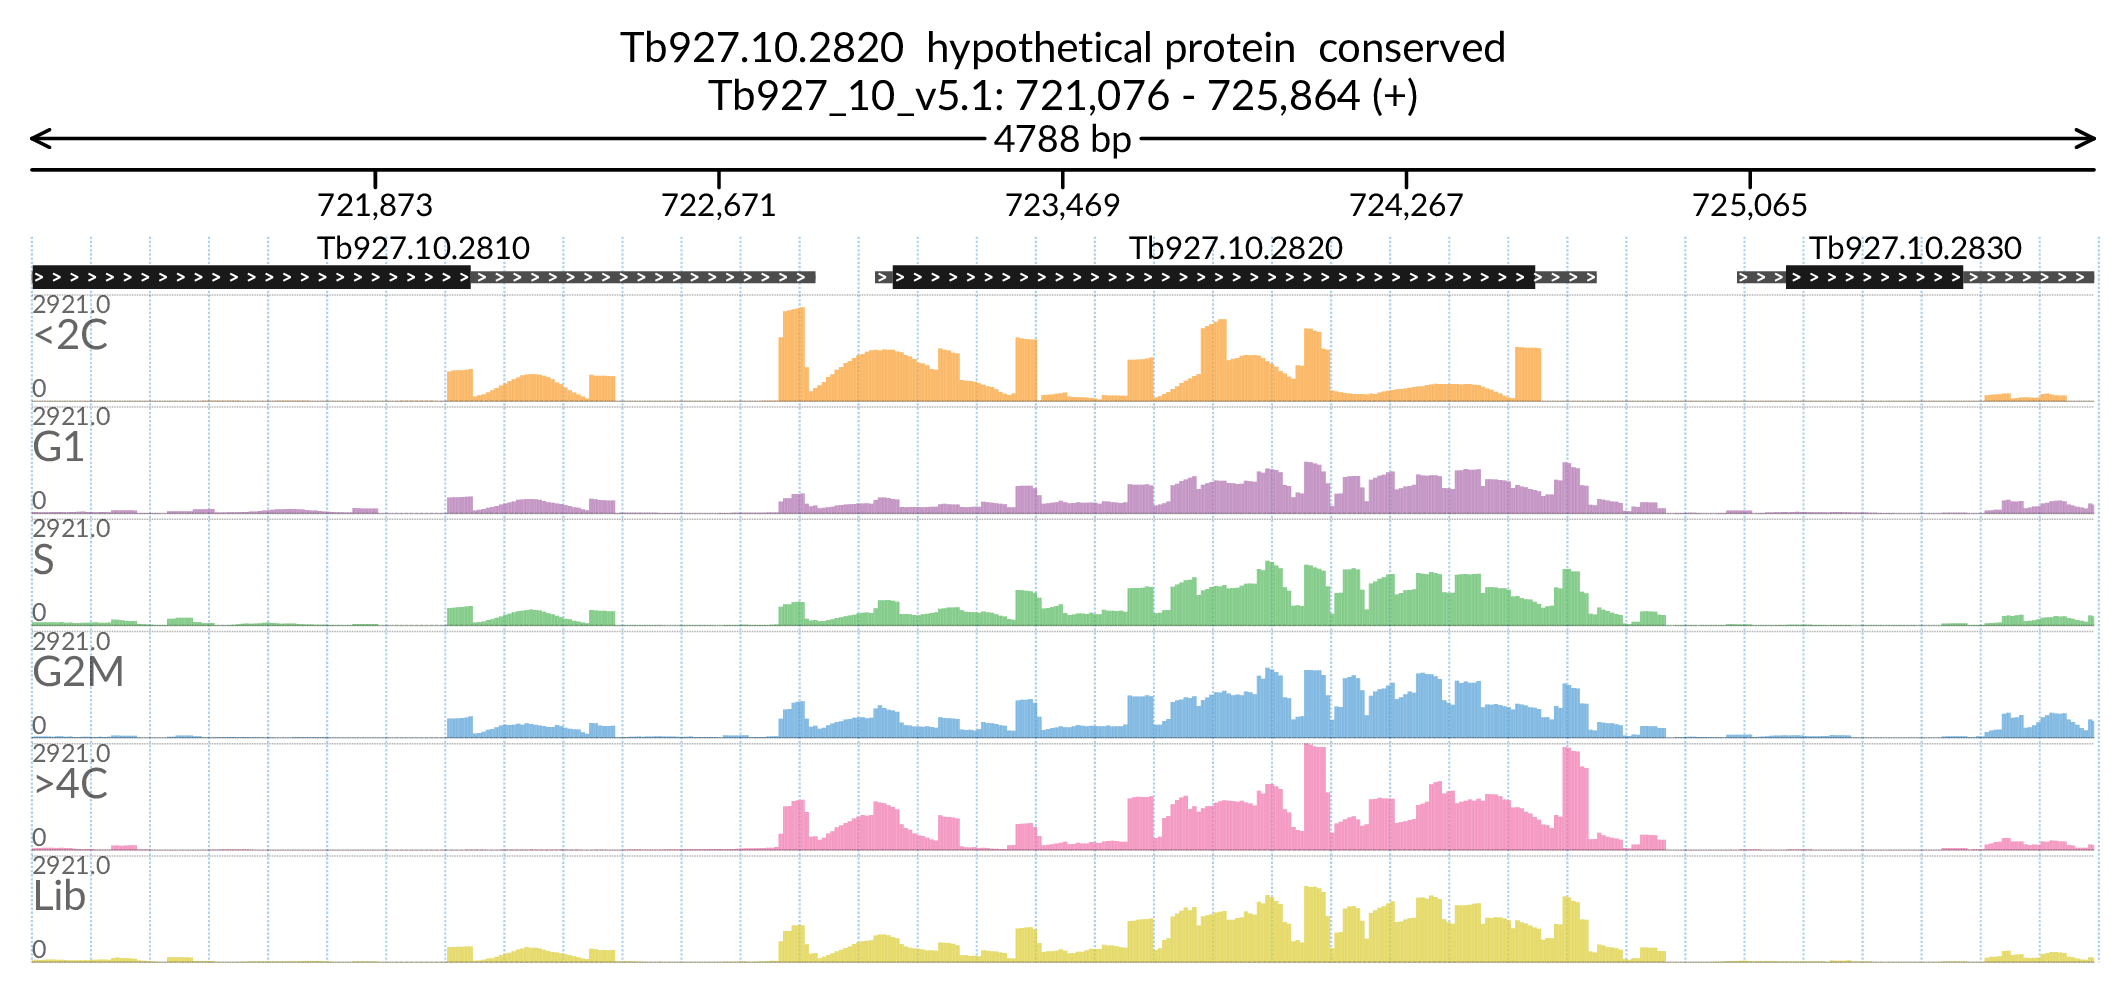 Tb927.10.2820 hypothetical protein conserved
Tb927_10_v5.1: 721,076 - 725,864 (+)
4788 bp
721,873 722,671 723,469 724,267 725,065
Tb927.10.2810 Tb927.10.2820 Tb927.10.2830
2921.0
<2C
0
2921.0
G1
0
2921.0
S
0
2921.0
G2M
0
2921.0
>4C
0
2921.0
Lib
0